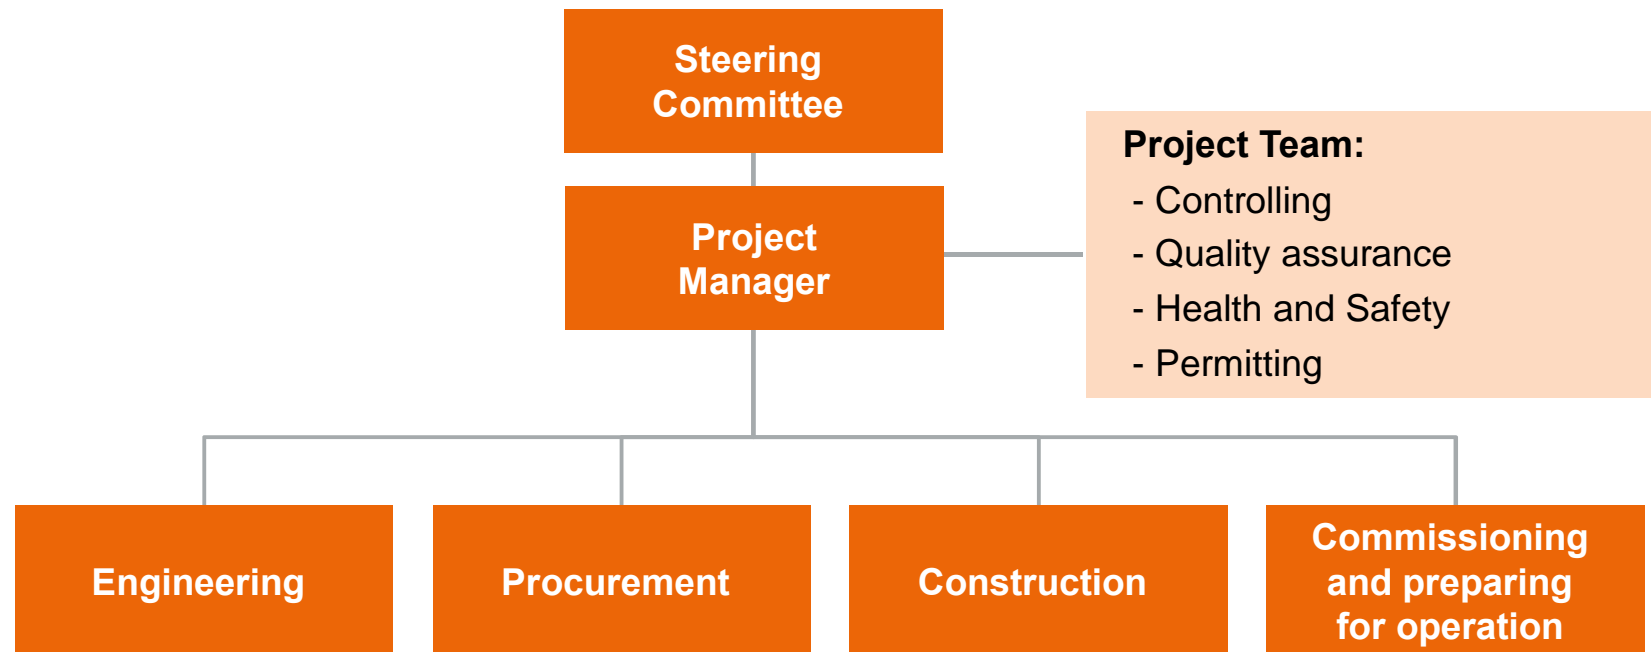 Steering
Committee
Project
Manager
Project Team:
- Controlling
- Quality assurance
- Health and Safety
- Permitting
Engineering
Procurement
Construction
Commissioning
and preparing
for operation